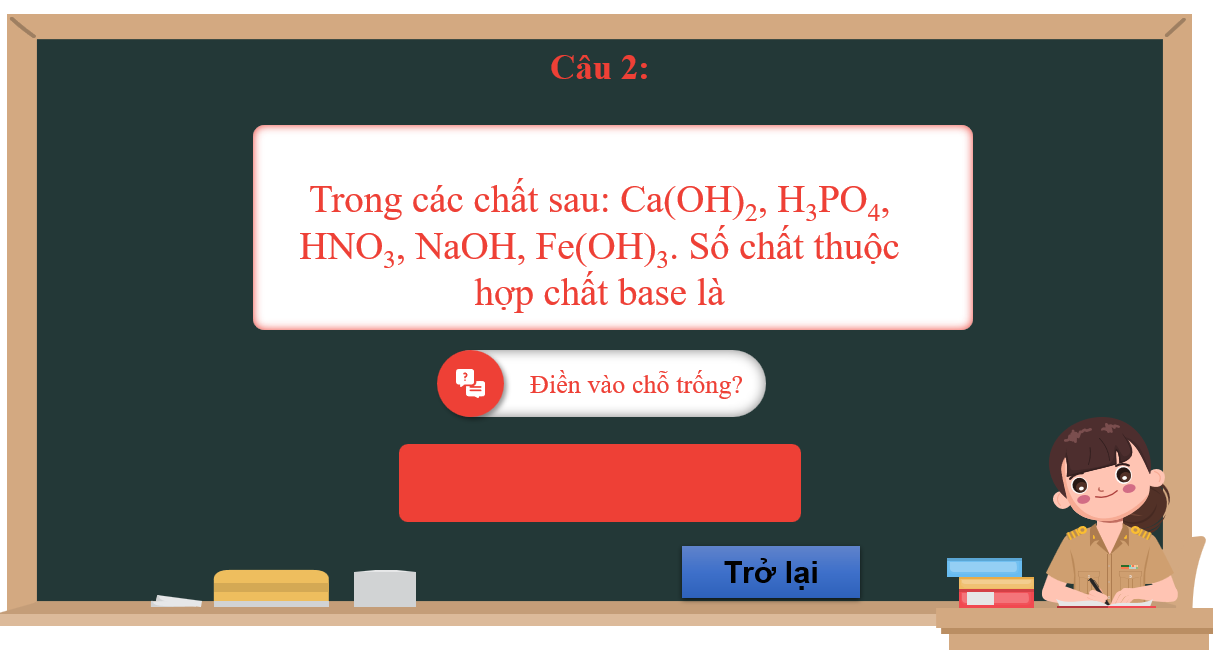 Câu 2:
Trong các chất sau: Ca(OH)₂, H₃PO₄,
HNO₃, NaOH, Fe(OH)₃. Số chất thuộc
hợp chất base là
?
Điền vào chỗ trống?
Trở lại